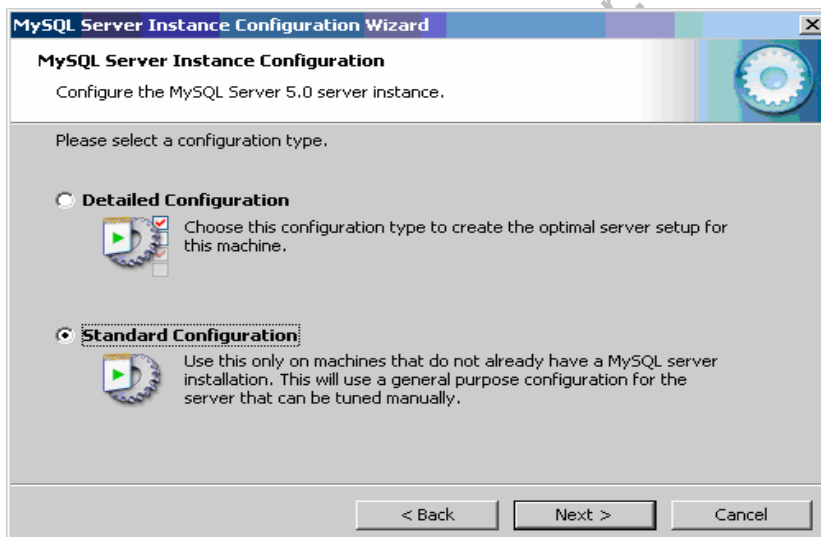 MySQL Server Instance Configuration Wizard
MySQL Server Instance Configuration
Configure the MySQL Server 5.0 server instance.
Please select a configuration type.
Detailed Configuration
Choose this configuration type to create the optimal server setup for
this machine.
Standard Configuration
Use this only on machines that do not already have a MySQL server
installation. This will use a general purpose configuration for the
server that can be tuned manually.
< Back
Next >
Cancel